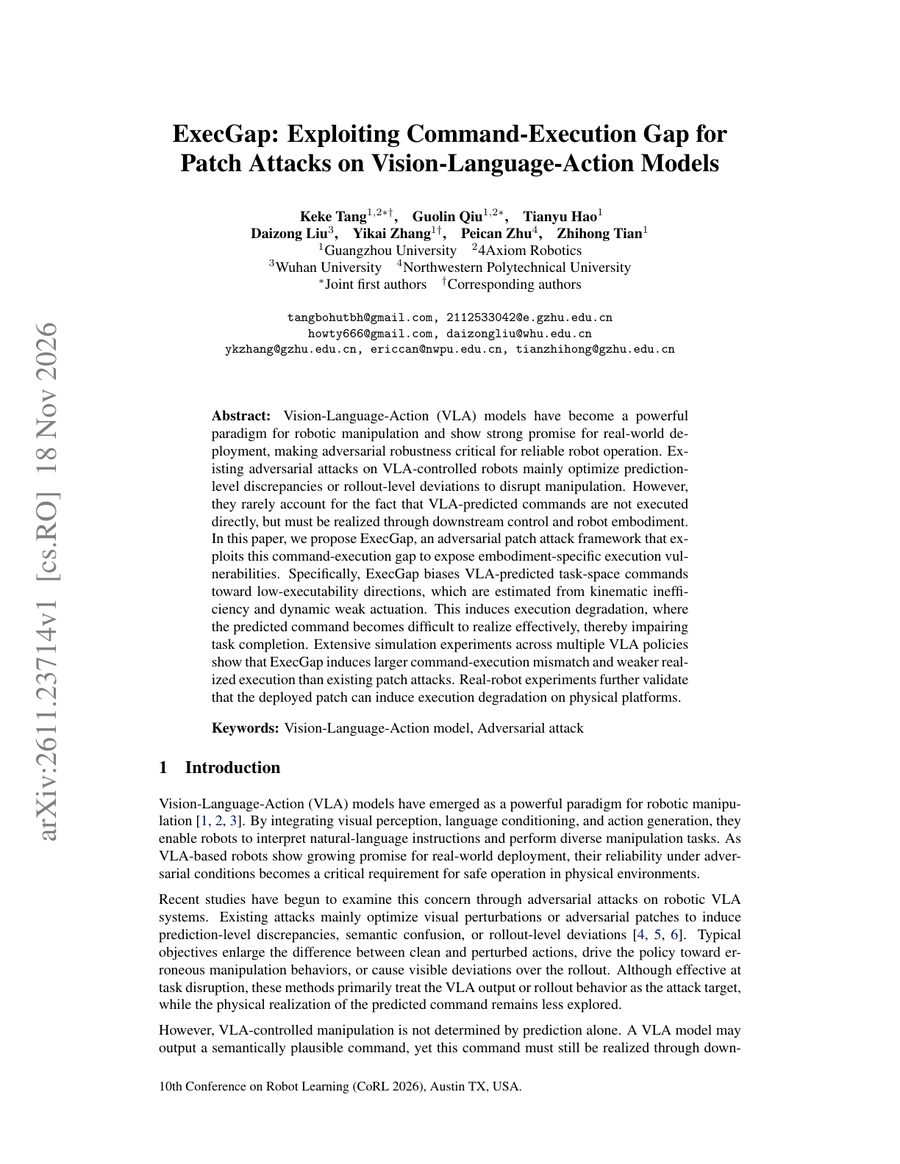 ExecGap: Exploiting Command-Execution Gap for
Patch Attacks on Vision-Language-Action Models
Keke Tang1,2∗†, Guolin Qiu1,2∗, Tianyu Hao1
Daizong Liu3, Yikai Zhang1†, Peican Zhu4, Zhihong Tian1
1Guangzhou University 24Axiom Robotics
3Wuhan University 4Northwestern Polytechnical University
∗Joint first authors †Corresponding authors
tangbohutbh@gmail.com, 2112533042@e.gzhu.edu.cn
howty666@gmail.com, daizongliu@whu.edu.cn
ykzhang@gzhu.edu.cn, ericcan@nwpu.edu.cn, tianzhihong@gzhu.edu.cn
arXiv:2611.23714v1 [cs.RO] 18 Nov 2026
Abstract: Vision-Language-Action (VLA) models have become a powerful
paradigm for robotic manipulation and show strong promise for real-world de-
ployment, making adversarial robustness critical for reliable robot operation. Ex-
isting adversarial attacks on VLA-controlled robots mainly optimize prediction-
level discrepancies or rollout-level deviations to disrupt manipulation. However,
they rarely account for the fact that VLA-predicted commands are not executed
directly, but must be realized through downstream control and robot embodiment.
In this paper, we propose ExecGap, an adversarial patch attack framework that ex-
ploits this command-execution gap to expose embodiment-specific execution vul-
nerabilities. Specifically, ExecGap biases VLA-predicted task-space commands
toward low-executability directions, which are estimated from kinematic ineffi-
ciency and dynamic weak actuation. This induces execution degradation, where
the predicted command becomes difficult to realize effectively, thereby impairing
task completion. Extensive simulation experiments across multiple VLA policies
show that ExecGap induces larger command-execution mismatch and weaker real-
ized execution than existing patch attacks. Real-robot experiments further validate
that the deployed patch can induce execution degradation on physical platforms.
Keywords: Vision-Language-Action model, Adversarial attack
1 Introduction
Vision-Language-Action (VLA) models have emerged as a powerful paradigm for robotic manipu-
lation [1, 2, 3]. By integrating visual perception, language conditioning, and action generation, they
enable robots to interpret natural-language instructions and perform diverse manipulation tasks. As
VLA-based robots show growing promise for real-world deployment, their reliability under adver-
sarial conditions becomes a critical requirement for safe operation in physical environments.
Recent studies have begun to examine this concern through adversarial attacks on robotic VLA
systems. Existing attacks mainly optimize visual perturbations or adversarial patches to induce
prediction-level discrepancies, semantic confusion, or rollout-level deviations [4, 5, 6]. Typical
objectives enlarge the difference between clean and perturbed actions, drive the policy toward er-
roneous manipulation behaviors, or cause visible deviations over the rollout. Although effective at
task disruption, these methods primarily treat the VLA output or rollout behavior as the attack target,
while the physical realization of the predicted command remains less explored.
However, VLA-controlled manipulation is not determined by prediction alone. A VLA model may
output a semantically plausible command, yet this command must still be realized through down-
10th Conference on Robot Learning (CoRL 2026), Austin TX, USA.